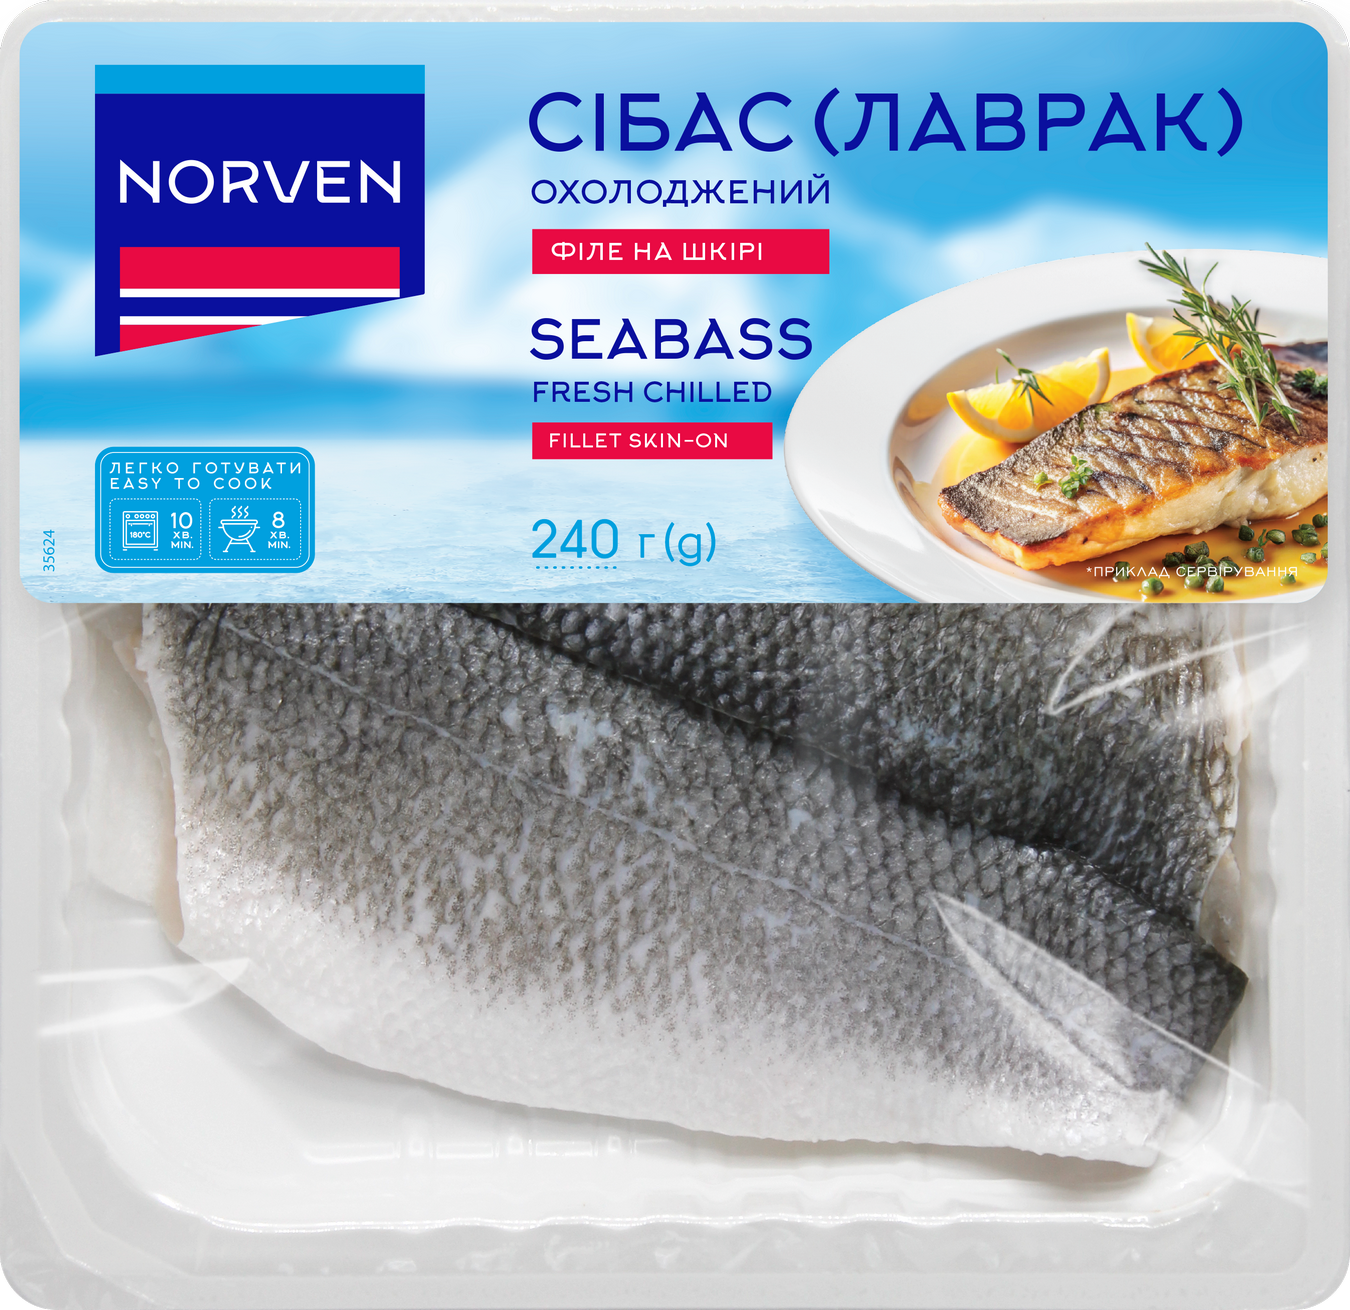 NORVEN
СІБАС (ЛАВРАК)
ОХОЛОДЖЕНИЙ
ФІЛЕ НА ШКІРІ
SEABASS
FRESH CHILLED
FILLET SKIN-ON
240 г (g)
ЛЕГКО ГОТУВАТИ
EASY TO COOK
180°C
10
ХВ.
MIN.
8
ХВ.
MIN.
35624
*ПРИКЛАД СЕРВІРУВАННЯ